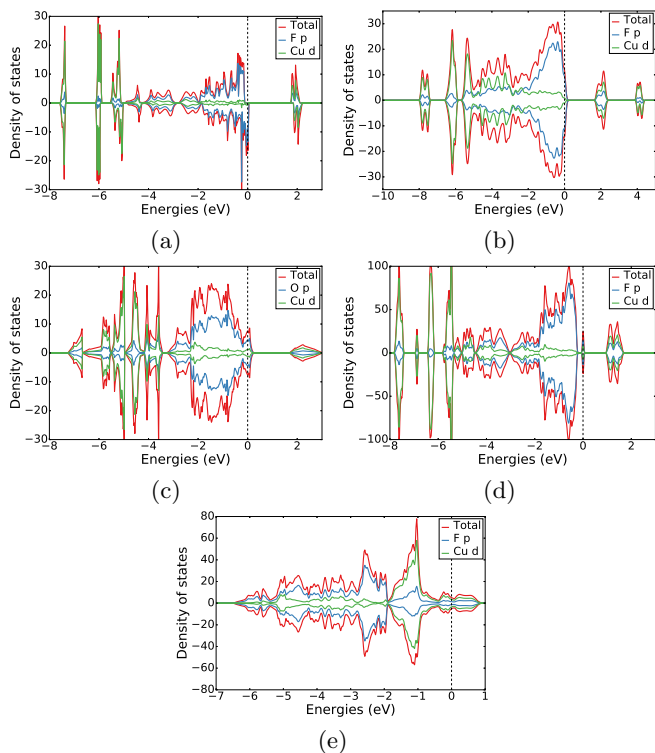 Density of states
30
20
10
0
−10
−20
−30
−6
−4
−2
0
2
Energies (eV)
Total
F p
Cu d
(a)
Density of states
30
20
10
0
−10
−20
−30
−10
−8
−6
−4
−2
0
2
4
Energies (eV)
Total
F p
Cu d
(b)
Density of states
30
20
10
0
−10
−20
−30
−8
−6
−4
−2
0
2
Energies (eV)
Total
O p
Cu d
(c)
Density of states
100
50
0
−50
−100
−8
−6
−4
−2
0
2
Energies (eV)
Total
F p
Cu d
(d)
Density of states
80
60
40
20
0
−20
−40
−60
−80
−7
−6
−5
−4
−3
−2
−1
0
1
Energies (eV)
Total
F p
Cu d
(e)